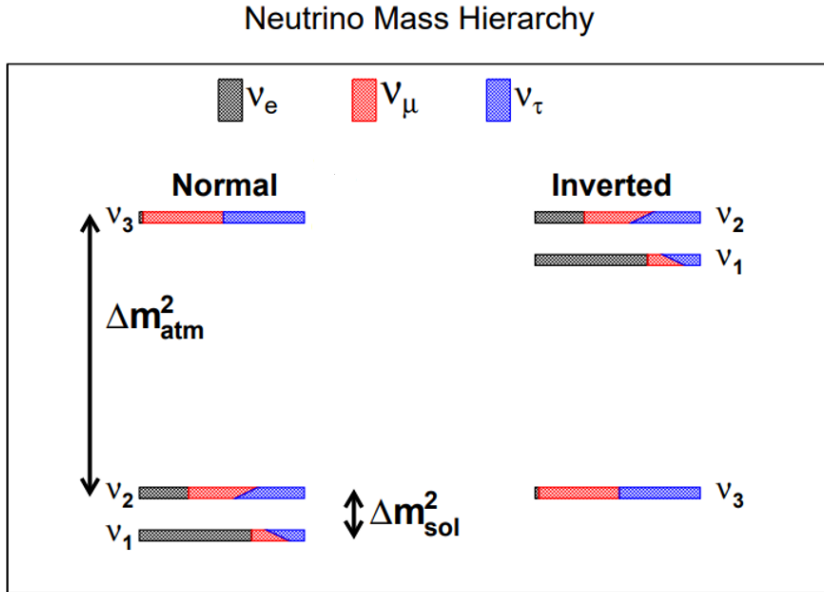 Neutrino Mass Hierarchy
νe νμ ντ
Normal Inverted
ν3 ν2
ν1
Δm²atm
ν2 ν3
Δm²sol
ν1